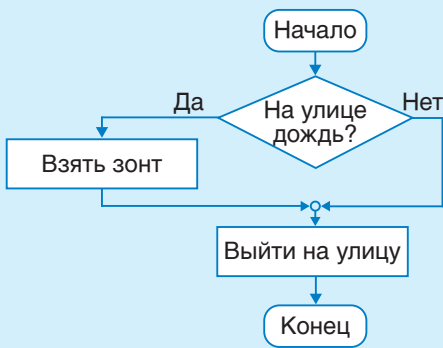 Начало
Да
На улице
дождь?
Нет
Взять зонт
Выйти на улицу
Конец